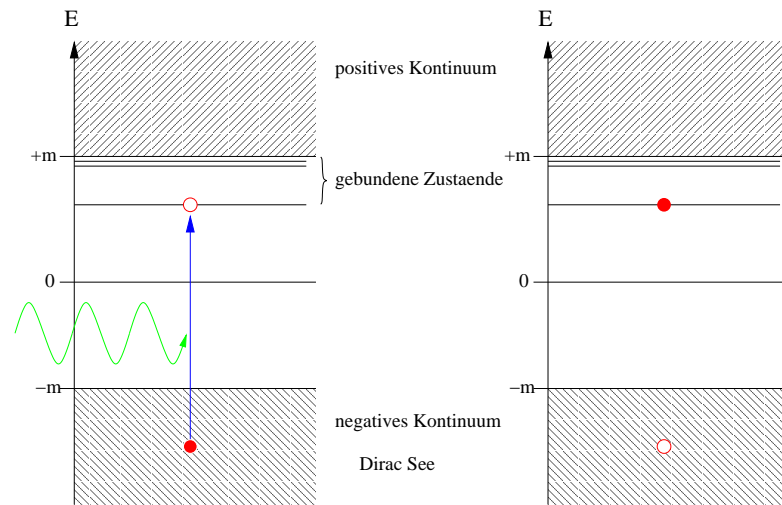 E
E
positives Kontinuum
+m
+m
gebundene Zustaende
0
0
−m
−m
negatives Kontinuum
Dirac See